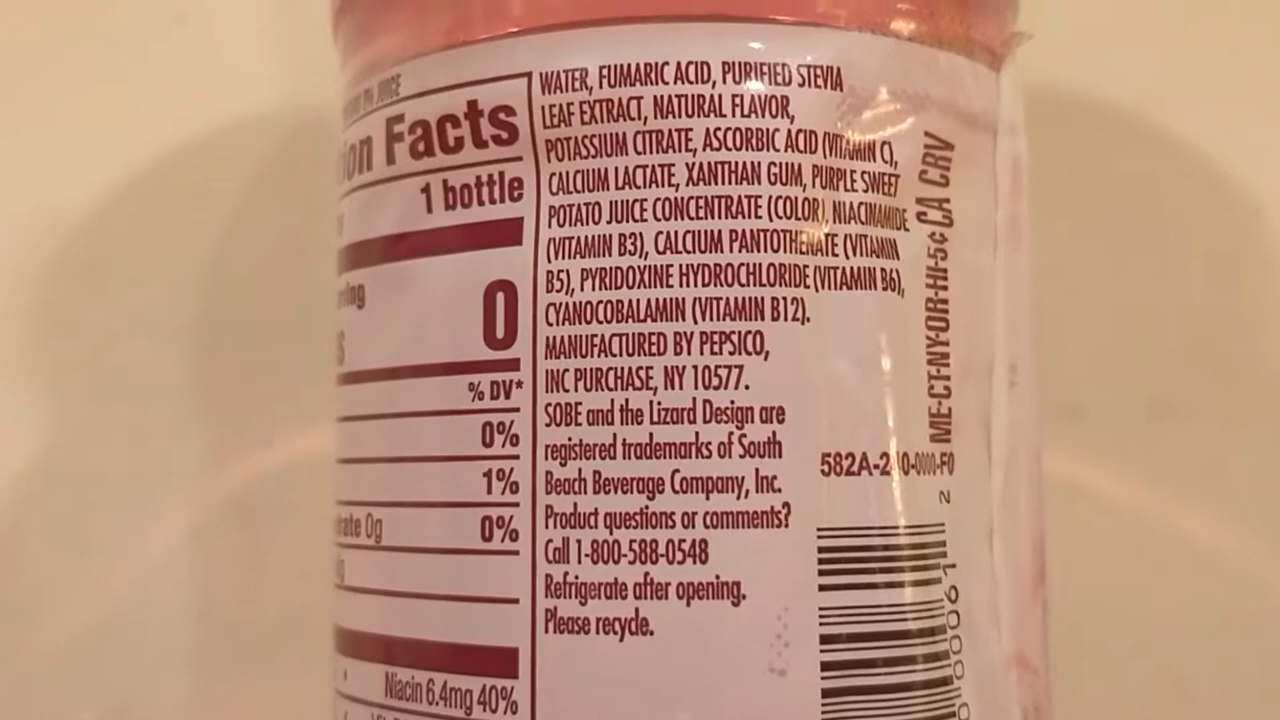 0% JUICE
Facts
1 bottle
0
% DV*
0%
1%
0g 0%
Niacin 6.4mg 40%
WATER, FUMARIC ACID, PURIFIED STEVIA
LEAF EXTRACT, NATURAL FLAVOR,
POTASSIUM CITRATE, ASCORBIC ACID (VITAMIN C),
CALCIUM LACTATE, XANTHAN GUM, PURPLE SWEET
POTATO JUICE CONCENTRATE (COLOR), NIACINAMIDE
(VITAMIN B3), CALCIUM PANTOTHENATE (VITAMIN
B5), PYRIDOXINE HYDROCHLORIDE (VITAMIN B6),
CYANOCOBALAMIN (VITAMIN B12).
MANUFACTURED BY PEPSICO,
INC PURCHASE, NY 10577.
SOBE and the Lizard Design are
registered trademarks of South
Beach Beverage Company, Inc.
Product questions or comments?
Call 1-800-588-0548
Refrigerate after opening.
Please recycle.
ME-CT-NY-OR-HI-5¢ CA CRV